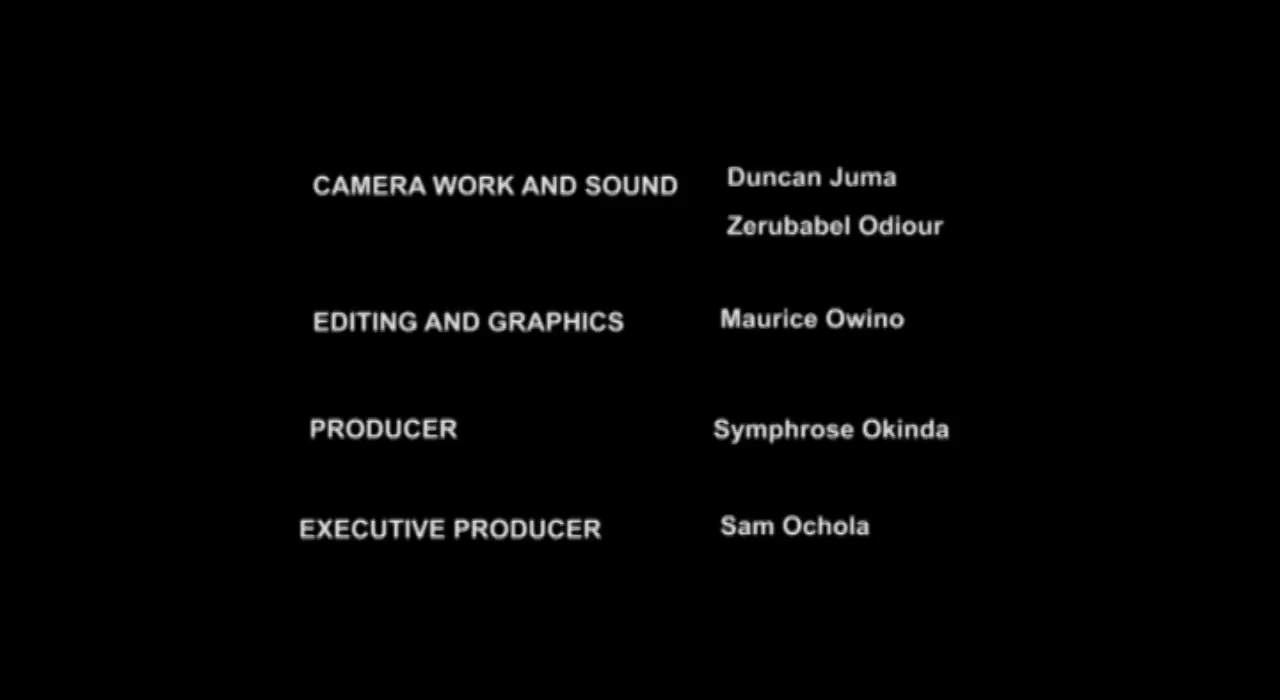 CAMERA WORK AND SOUND Duncan Juma
Zerubabel Odiour
EDITING AND GRAPHICS Maurice Owino
PRODUCER Symphrose Okinda
EXECUTIVE PRODUCER Sam Ochola